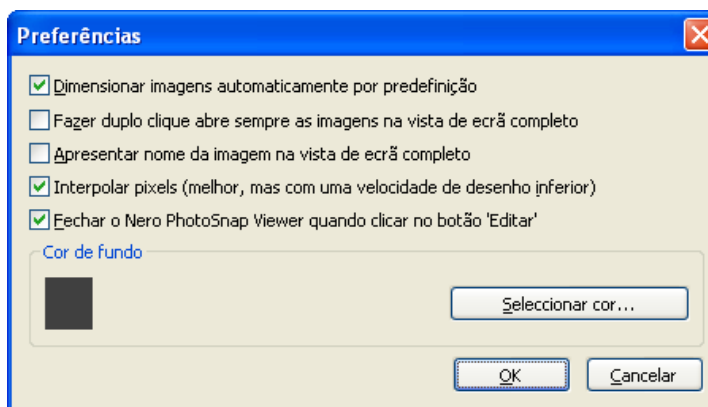 Preferências
Dimensionar imagens automaticamente por predefinição
Fazer duplo clique abre sempre as imagens na vista de ecrã completo
Apresentar nome da imagem na vista de ecrã completo
Interpolar pixels (melhor, mas com uma velocidade de desenho inferior)
Fechar o Nero PhotoSnap Viewer quando clicar no botão 'Editar'
Cor de fundo
Seleccionar cor...
OK Cancelar